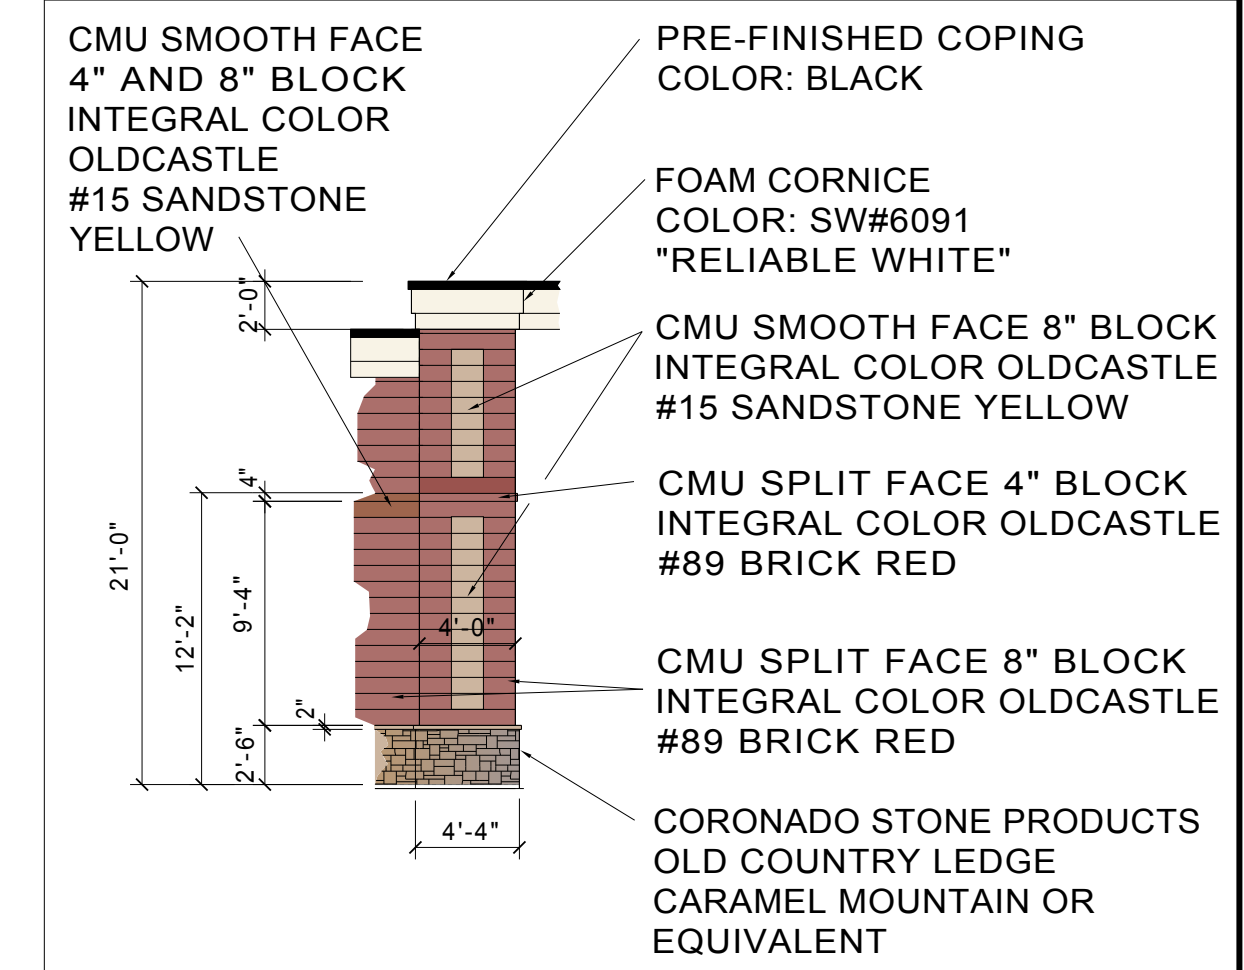 CMU SMOOTH FACE
4" AND 8" BLOCK
INTEGRAL COLOR
OLDCASTLE
#15 SANDSTONE
YELLOW
PRE-FINISHED COPING
COLOR: BLACK
FOAM CORNICE
COLOR: SW#6091
"RELIABLE WHITE"
CMU SMOOTH FACE 8" BLOCK
INTEGRAL COLOR OLDCASTLE
#15 SANDSTONE YELLOW
CMU SPLIT FACE 4" BLOCK
INTEGRAL COLOR OLDCASTLE
#89 BRICK RED
CMU SPLIT FACE 8" BLOCK
INTEGRAL COLOR OLDCASTLE
#89 BRICK RED
CORONADO STONE PRODUCTS
OLD COUNTRY LEDGE
CARAMEL MOUNTAIN OR
EQUIVALENT
21'-0"
12'-2"
2'-0"
4"
9'-4"
2'-6"
2"
4'-0"
4'-4"